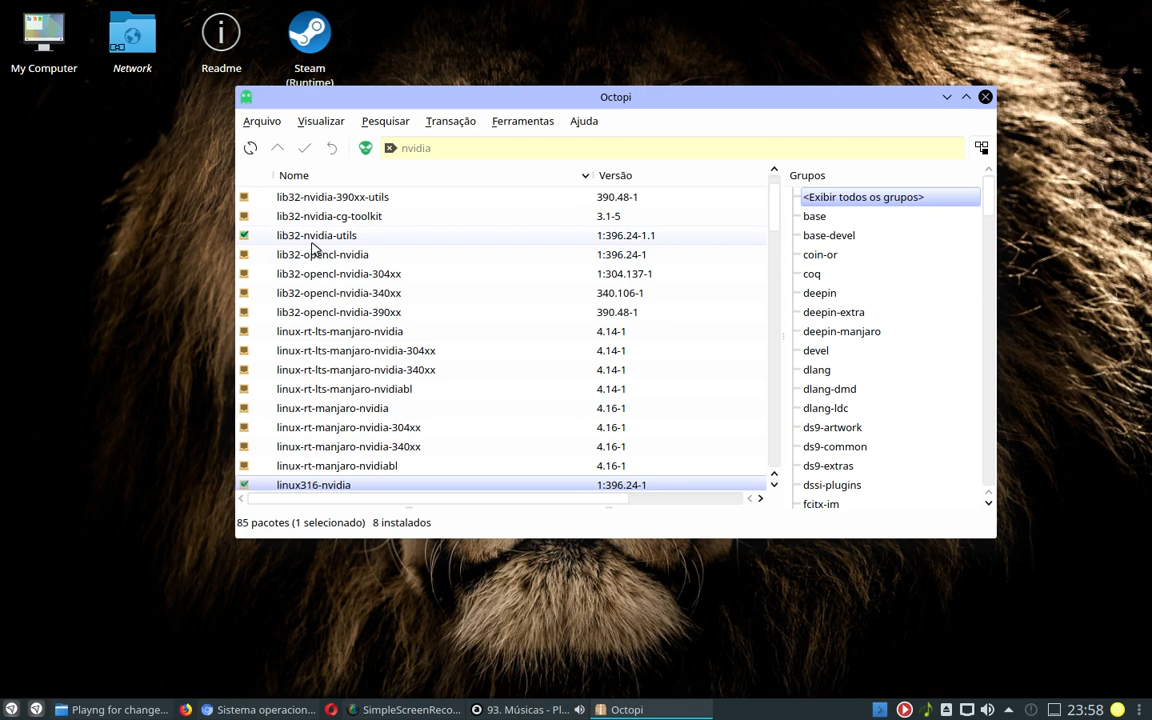 My Computer
Network
Readme
Steam
(Runtime)
Octopi
Arquivo Visualizar Pesquisar Transação Ferramentas Ajuda
nvidia
Nome Versão Grupos
lib32-nvidia-390xx-utils 390.48-1 <Exibir todos os grupos>
lib32-nvidia-cg-toolkit 3.1-5 base
lib32-nvidia-utils 1:396.24-1.1 base-devel
lib32-opencl-nvidia 1:396.24-1 coin-or
lib32-opencl-nvidia-304xx 1:304.137-1 coq
lib32-opencl-nvidia-340xx 340.106-1 deepin
lib32-opencl-nvidia-390xx 390.48-1 deepin-extra
linux-rt-lts-manjaro-nvidia 4.14-1 deepin-manjaro
linux-rt-lts-manjaro-nvidia-304xx 4.14-1 devel
linux-rt-lts-manjaro-nvidia-340xx 4.14-1 dlang
linux-rt-lts-manjaro-nvidiabl 4.14-1 dlang-dmd
linux-rt-manjaro-nvidia 4.16-1 dlang-ldc
linux-rt-manjaro-nvidia-304xx 4.16-1 ds9-artwork
linux-rt-manjaro-nvidia-340xx 4.16-1 ds9-common
linux-rt-manjaro-nvidiabl 4.16-1 ds9-extras
linux316-nvidia 1:396.24-1 dssi-plugins
fcitx-im
85 pacotes (1 selecionado) 8 instalados
Playng for change... Sistema operacion... SimpleScreenReco... 93. Músicas - Pl... Octopi 23:58